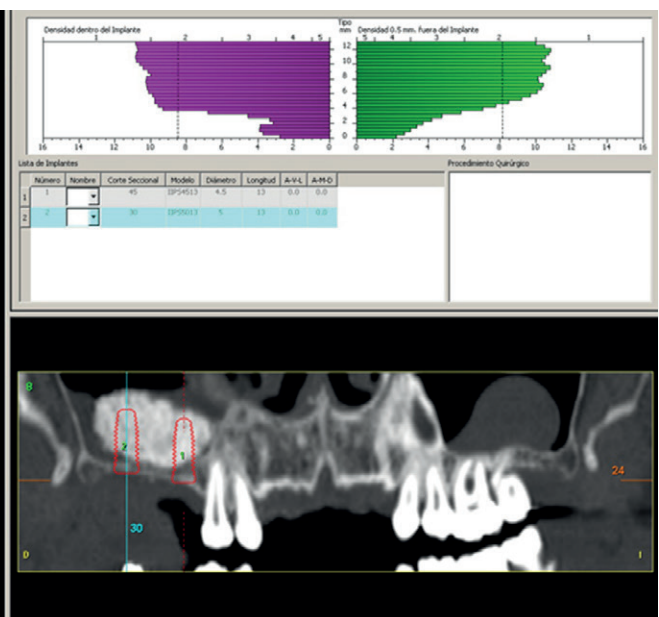 Densidad dentro del Implante
Tipo
mm
Densidad 0.5 mm. fuera del Implante
1 2 3 4 5
5 4 3 2 1
12
10
8
6
4
2
0
16 14 12 10 8 6 4 2 0
0 2 4 6 8 10 12 14 16
Lista de Implantes
Procedimiento Quirúrgico
Número Nombre Corte Seccional Modelo Diámetro Longitud A-V-L A-M-D
1 1 45 IIPS4513 4.5 13 0.0 0.0
2 2 30 IIPS5013 5 13 0.0 0.0
8
2
1
24
30
D
I